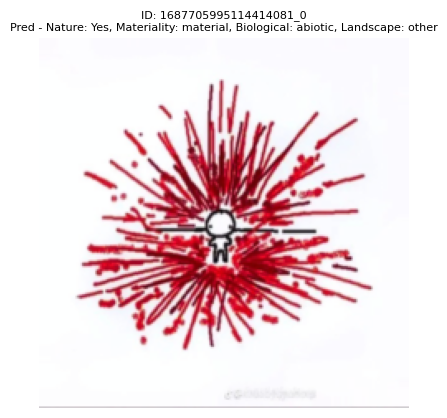 ID: 1687705995114414081_0
Pred - Nature: Yes, Materiality: material, Biological: abiotic, Landscape: other